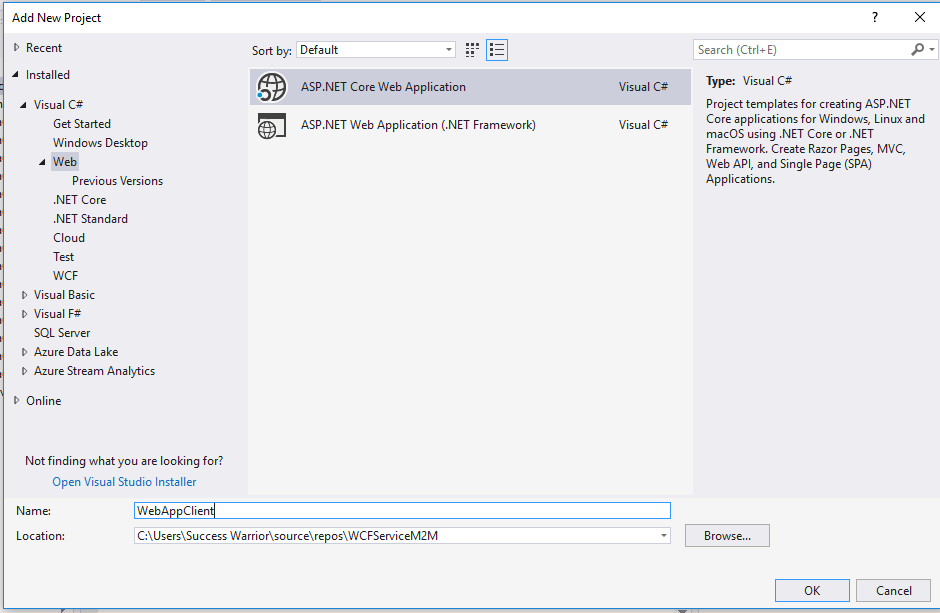 Add New Project
?
Recent
Installed
Visual C#
Get Started
Windows Desktop
Web
Previous Versions
.NET Core
.NET Standard
Cloud
Test
WCF
Visual Basic
Visual F#
SQL Server
Azure Data Lake
Azure Stream Analytics
Online
Not finding what you are looking for?
Open Visual Studio Installer
Sort by: Default
ASP.NET Core Web Application Visual C#
ASP.NET Web Application (.NET Framework) Visual C#
Search (Ctrl+E)
Type: Visual C#
Project templates for creating ASP.NET
Core applications for Windows, Linux and
macOS using .NET Core or .NET
Framework. Create Razor Pages, MVC,
Web API, and Single Page (SPA)
Applications.
Name: WebAppClient
Location: C:\Users\Success Warrior\source\repos\WCFServiceM2M
Browse...
OK
Cancel